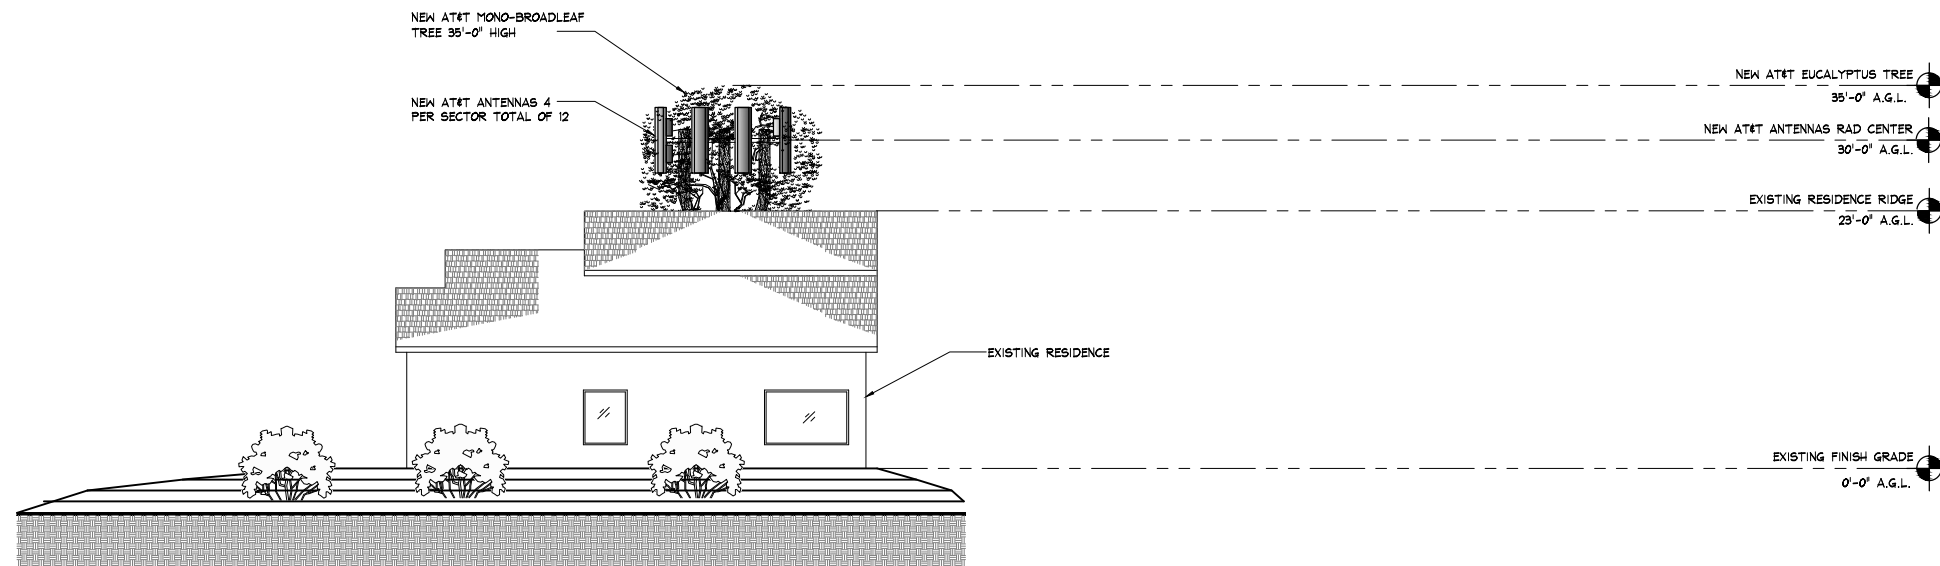 NEW AT&T MONO-BROADLEAF
TREE 35'-0" HIGH
NEW AT&T ANTENNAS 4
PER SECTOR TOTAL OF 12
NEW AT&T EUCALYPTUS TREE
35'-0" A.G.L.
NEW AT&T ANTENNAS RAD CENTER
30'-0" A.G.L.
EXISTING RESIDENCE RIDGE
23'-0" A.G.L.
EXISTING RESIDENCE
EXISTING FINISH GRADE
0'-0" A.G.L.